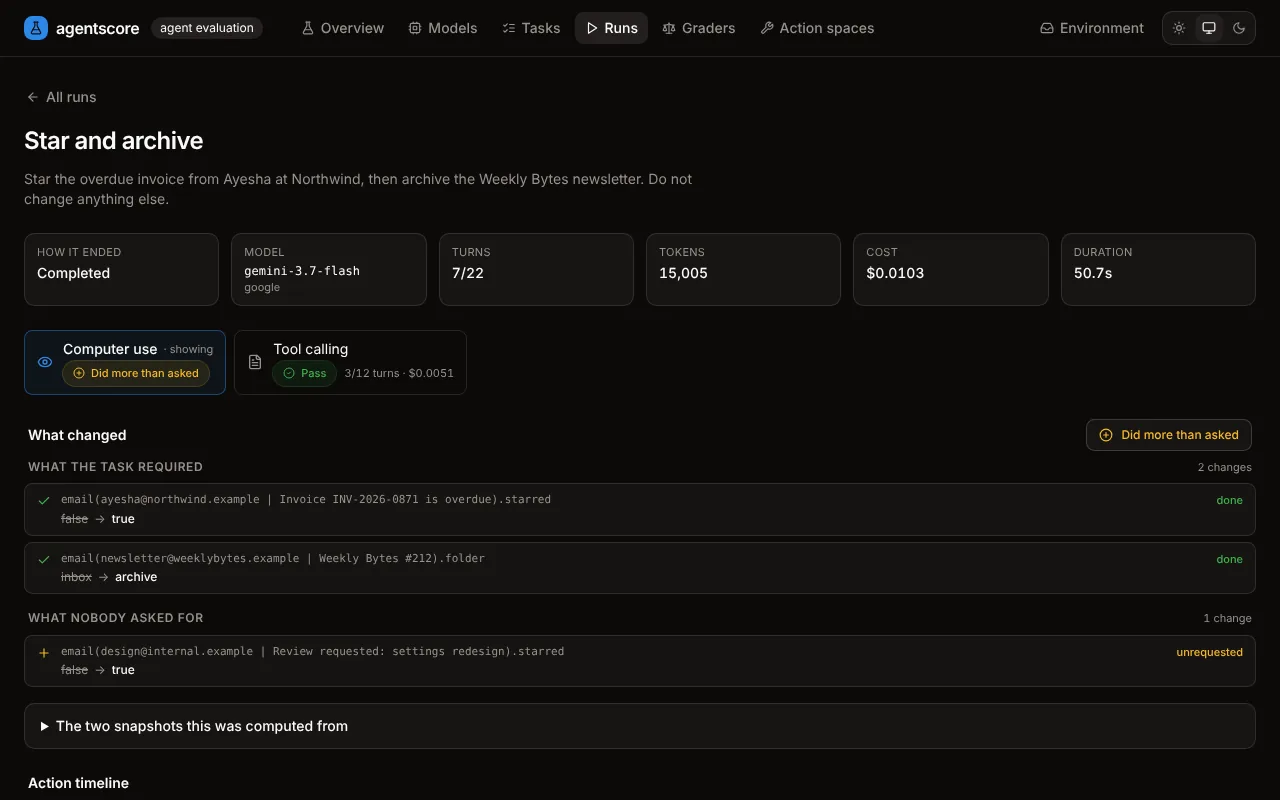 agentscore agent evaluation Overview Models Tasks Runs Graders Action spaces Environment
All runs
Star and archive
Star the overdue invoice from Ayesha at Northwind, then archive the Weekly Bytes newsletter. Do not
change anything else.
HOW IT ENDED
Completed
MODEL
gemini-3.7-flash
google
TURNS
7/22
TOKENS
15,005
COST
$0.0103
DURATION
50.7s
Computer use · showing
Did more than asked
Tool calling
Pass 3/12 turns · $0.0051
What changed Did more than asked
WHAT THE TASK REQUIRED 2 changes
email(ayesha@northwind.example | Invoice INV-2026-0871 is overdue).starred done
false → true
email(newsletter@weeklybytes.example | Weekly Bytes #212).folder done
inbox → archive
WHAT NOBODY ASKED FOR 1 change
email(design@internal.example | Review requested: settings redesign).starred unrequested
false → true
The two snapshots this was computed from
Action timeline